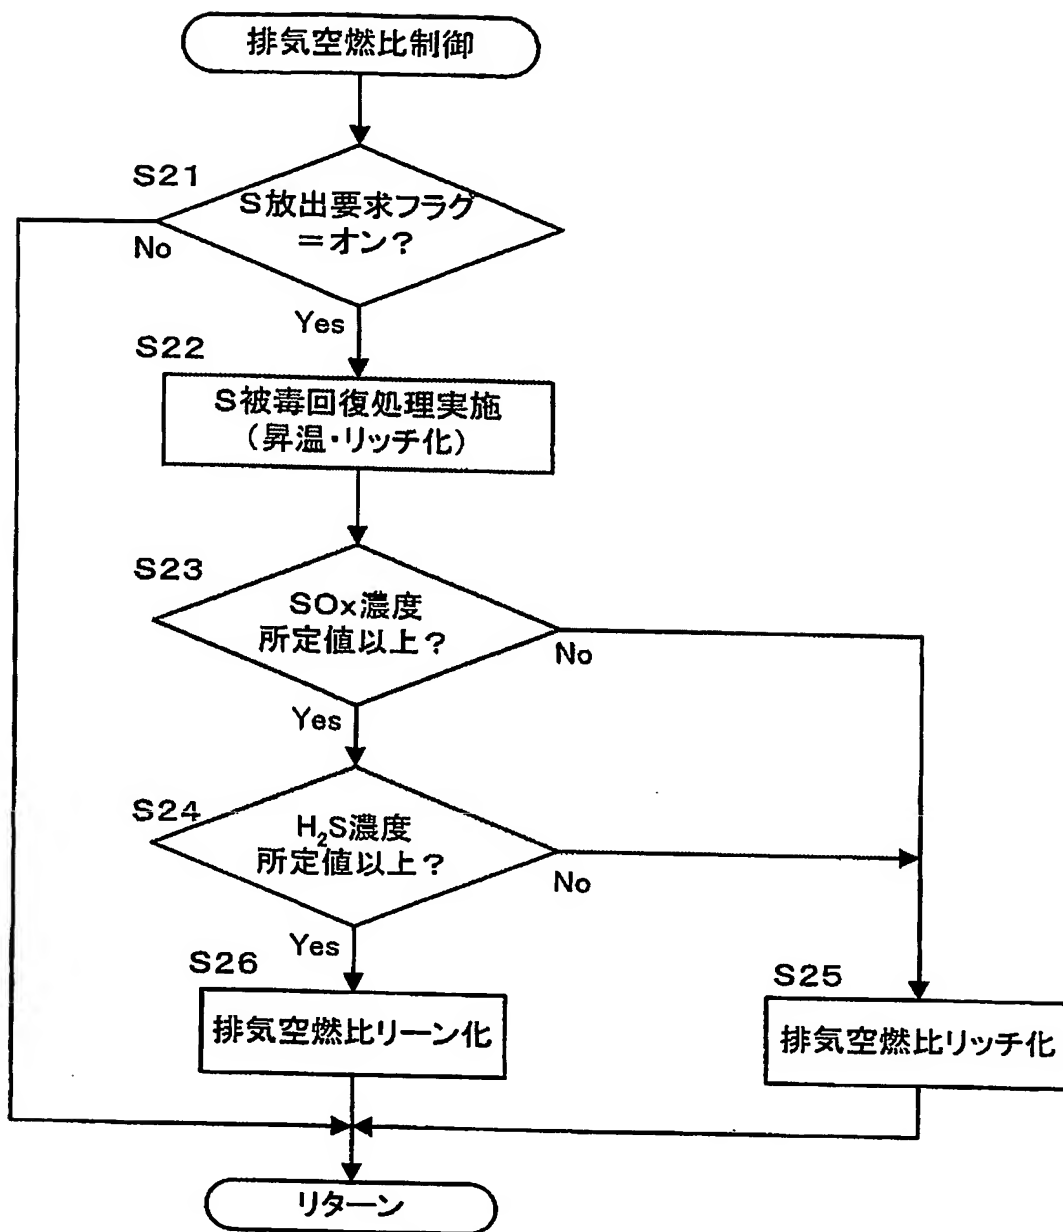 排気空燃比制御
S21
S放出要求フラグ
=オン?
No
Yes
S22
S被毒回復処理実施
(昇温・リッチ化)
S23
SOx濃度
所定値以上?
No
Yes
S24
H₂S濃度
所定値以上?
No
Yes
S26
排気空燃比リーン化
S25
排気空燃比リッチ化
リターン